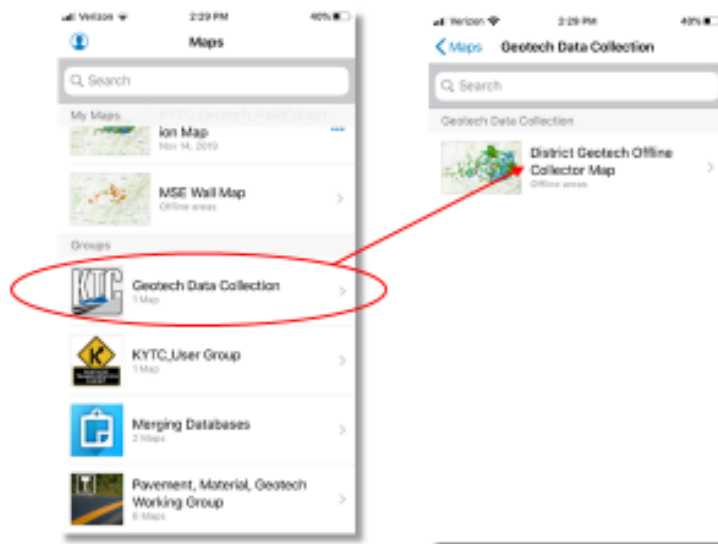 Verizon 2:29 PM 40%
Maps
Search
My Maps KYTC_Geotech_FieldCollect
ion Map
Nov 14, 2019
MSE Wall Map
Offline areas
Groups
KTC
Geotech Data Collection
1 Map
KYTC_User Group
1 Map
Merging Databases
2 Maps
Pavement, Material, Geotech
Working Group
6 Maps
Verizon 2:29 PM 40%
Maps Geotech Data Collection
Search
Geotech Data Collection
District Geotech Offline
Collector Map
Offline areas